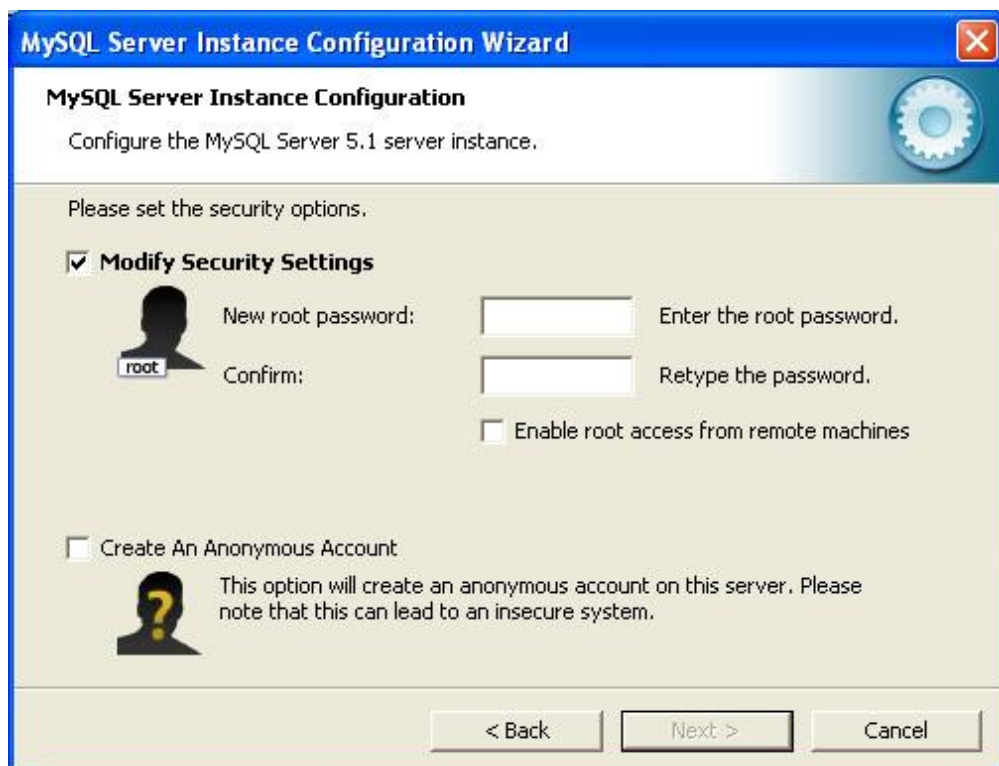 MySQL Server Instance Configuration Wizard
MySQL Server Instance Configuration
Configure the MySQL Server 5.1 server instance.
Please set the security options.
Modify Security Settings
root
New root password:
Enter the root password.
Confirm:
Retype the password.
Enable root access from remote machines
Create An Anonymous Account
?
This option will create an anonymous account on this server. Please
note that this can lead to an insecure system.
< Back
Next >
Cancel